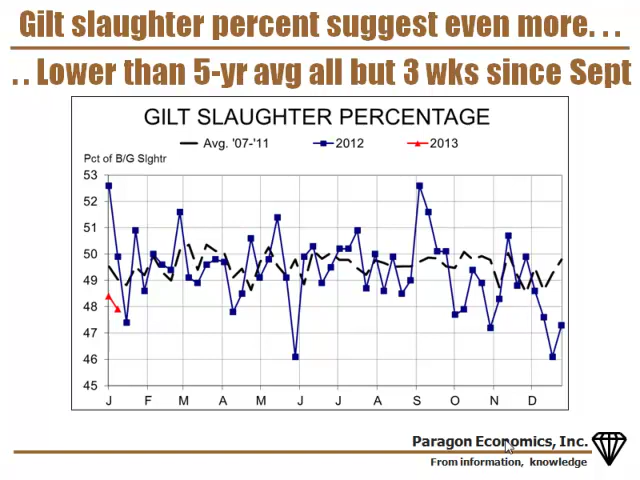 Gilt slaughter percent suggest even more. . .
. . Lower than 5-yr avg all but 3 wks since Sept
GILT SLAUGHTER PERCENTAGE
Avg. '07-'11 2012 2013
Pct of B/G Slghtr
53
52
51
50
49
48
47
46
45
J F M A M J J A S O N D
Paragon Economics, Inc.
From information, knowledge